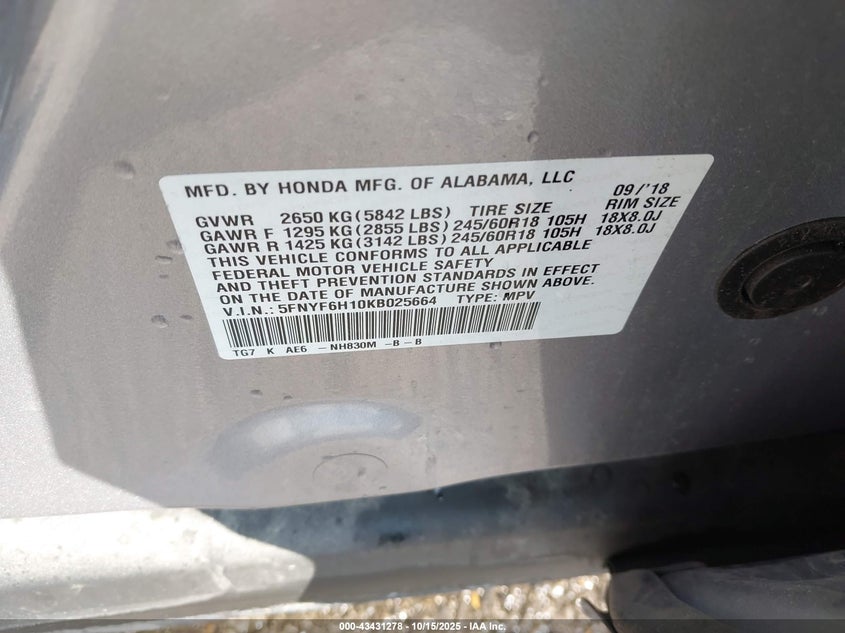 MFD. BY HONDA MFG. OF ALABAMA, LLC 09/'18
GVWR 2650 KG (5842 LBS) TIRE SIZE RIM SIZE
GAWR F 1295 KG (2855 LBS) 245/60R18 105H 18X8.0J
GAWR R 1425 KG (3142 LBS) 245/60R18 105H 18X8.0J
THIS VEHICLE CONFORMS TO ALL APPLICABLE
FEDERAL MOTOR VEHICLE SAFETY
AND THEFT PREVENTION STANDARDS IN EFFECT
ON THE DATE OF MANUFACTURE SHOWN ABOVE.
V.I.N.: 5FNYF6H10KB025664 TYPE: MPV
TG7 K AE6 -NH830M -B-B
000-43431278 - 10/15/2025 - IAA Inc.